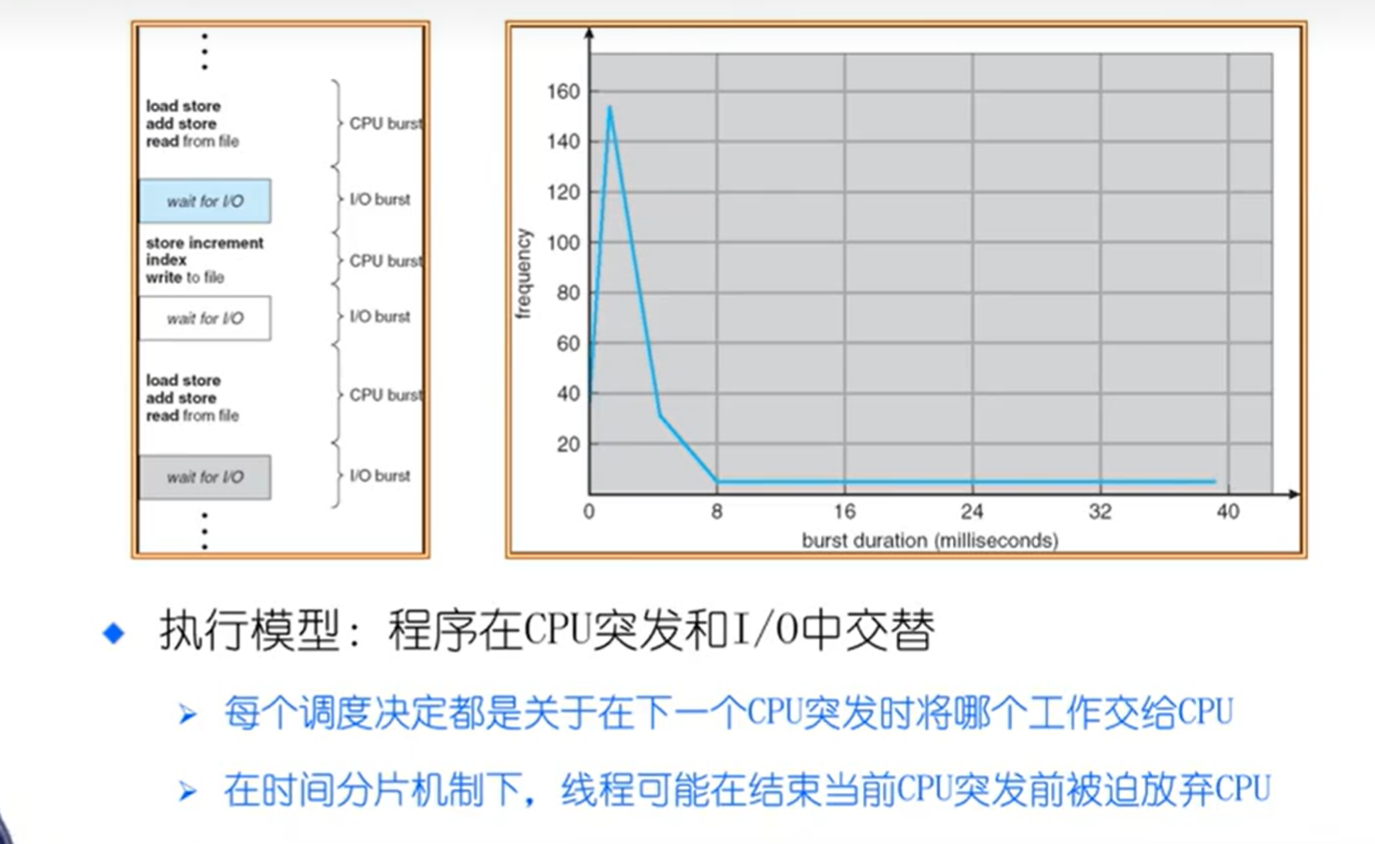 load store
add store
read from file
CPU burst
wait for I/O
I/O burst
store increment
index
write to file
CPU burst
wait for I/O
I/O burst
load store
add store
read from file
CPU burst
wait for I/O
I/O burst
frequency
160
140
120
100
80
60
40
20
0 8 16 24 32 40
burst duration (milliseconds)
执行模型：程序在CPU突发和I/O中交替
每个调度决定都是关于在下一个CPU突发时将哪个工作交给CPU
在时间分片机制下，线程可能在结束当前CPU突发前被迫放弃CPU